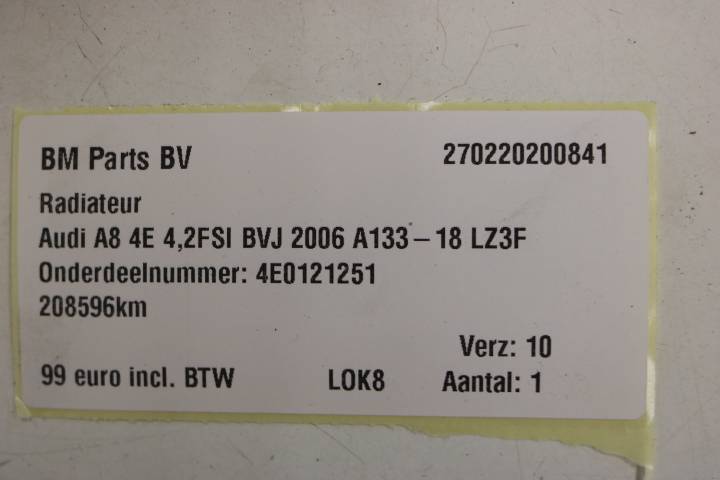 BM Parts BV 270220200841
Radiateur
Audi A8 4E 4,2FSI BVJ 2006 A133-18 LZ3F
Onderdeelnummer: 4E0121251
208596km
Verz: 10
99 euro incl. BTW LOK8 Aantal: 1